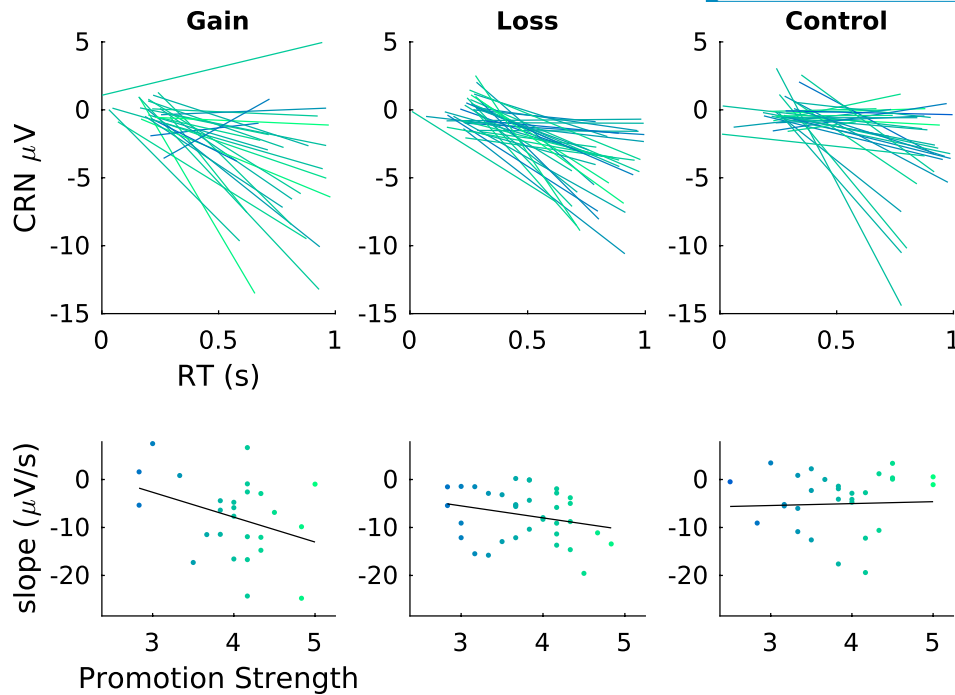 Gain Loss Control
5 5 5
0 0 0
-5 -5 -5
-10 -10 -10
-15 -15 -15
CRN μV
0 0.5 1 0 0.5 1 0 0.5 1
RT (s)
0 0 0
-10 -10 -10
-20 -20 -20
slope (μV/s)
3 4 5 3 4 5 3 4 5
Promotion Strength